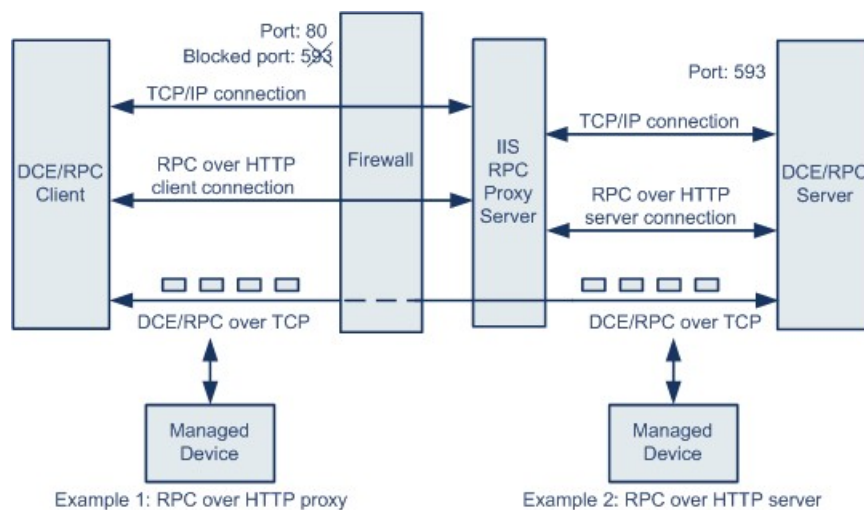 Port: 80
Blocked port: 593
Port: 593
TCP/IP connection
TCP/IP connection
DCE/RPC
Client
RPC over HTTP
client connection
Firewall
IIS
RPC
Proxy
Server
RPC over HTTP
server connection
DCE/RPC
Server
DCE/RPC over TCP
DCE/RPC over TCP
Managed
Device
Managed
Device
Example 1: RPC over HTTP proxy
Example 2: RPC over HTTP server